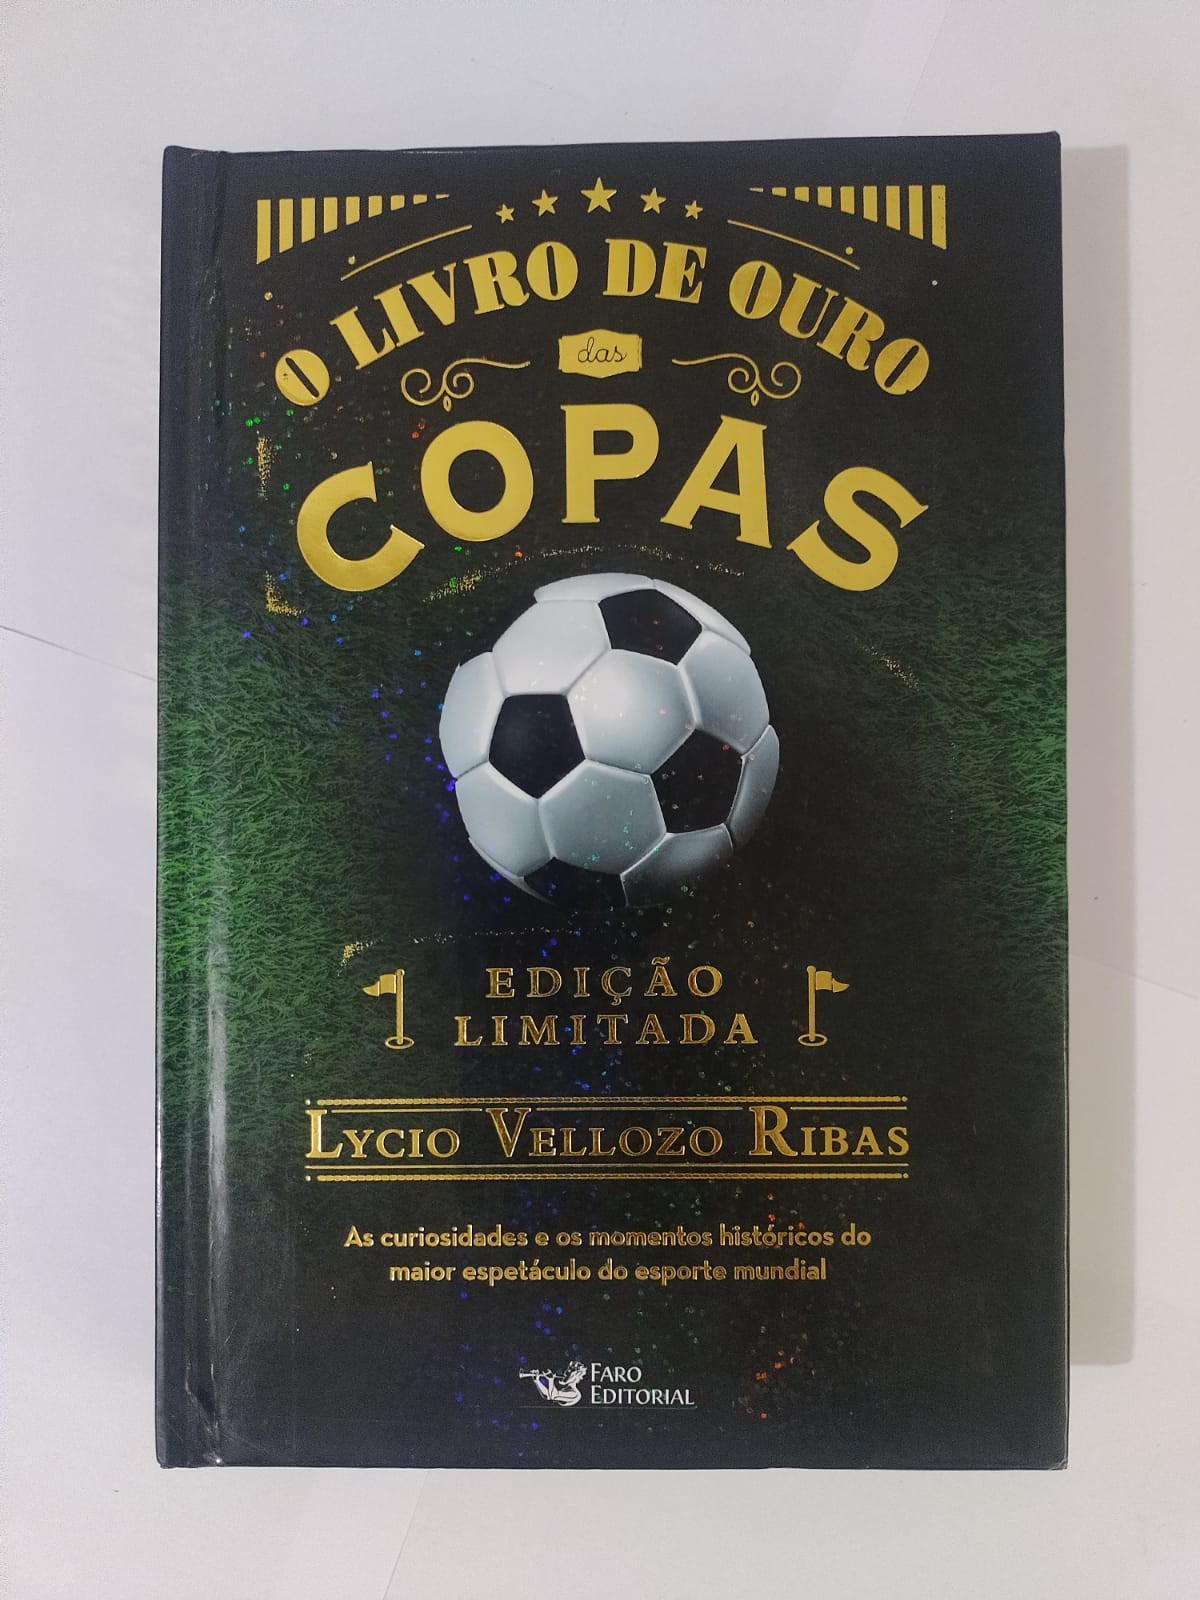 O LIVRO DE OURO
das
COPAS
EDIÇÃO
LIMITADA
LYCIO VELLOZO RIBAS
As curiosidades e os momentos históricos do
maior espetáculo do esporte mundial
FARO
EDITORIAL